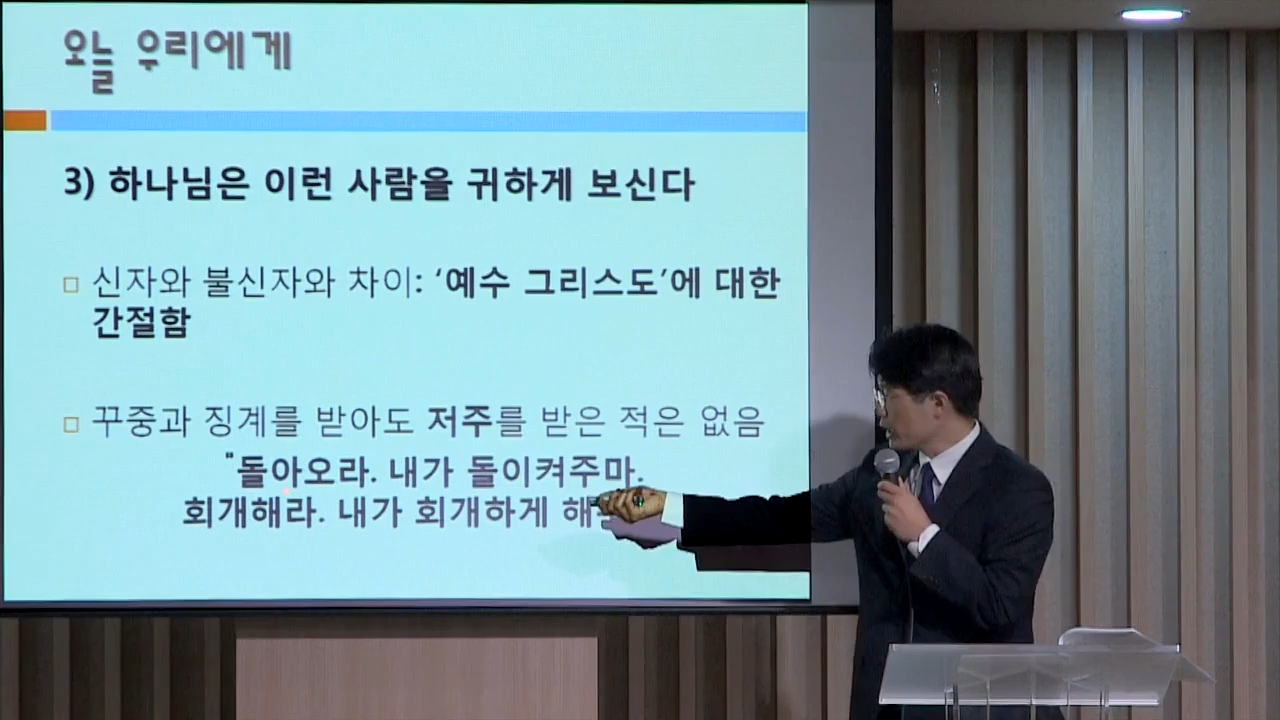 오늘 우리에게
3) 하나님은 이런 사람을 귀하게 보신다
신자와 불신자와 차이: ‘예수 그리스도’에 대한
간절함
꾸중과 징계를 받아도 저주를 받은 적은 없음
"돌아오라. 내가 돌이켜주마.
회개해라. 내가 회개하게 해